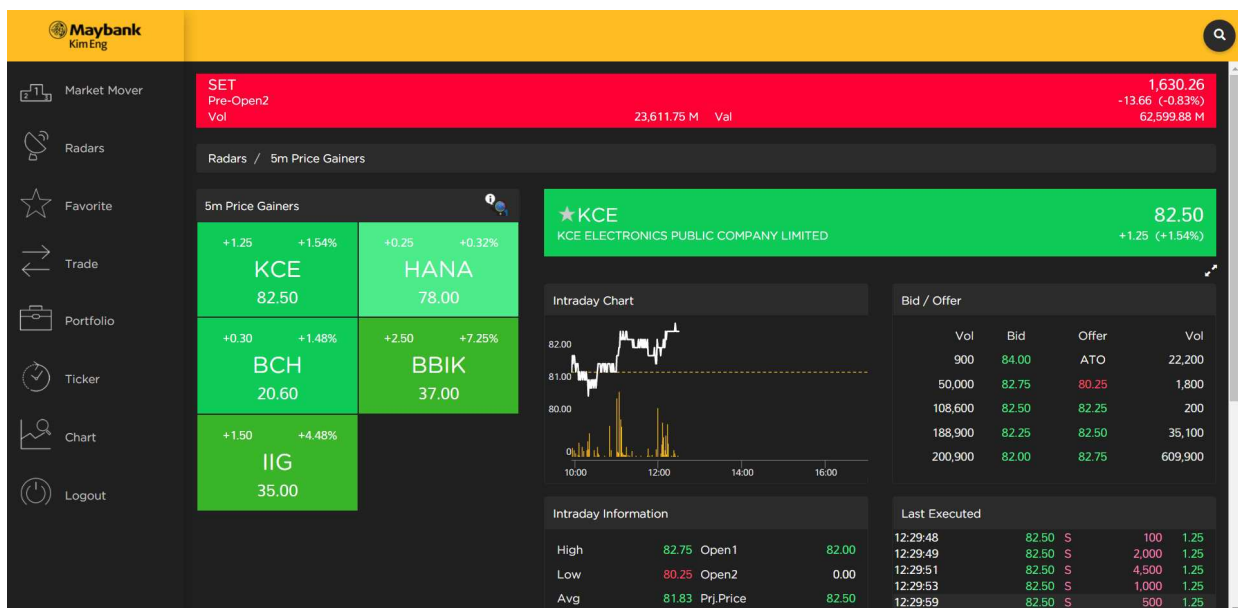 Maybank
Kim Eng
Market Mover
Radars
Favorite
Trade
Portfolio
Ticker
Chart
Logout
SET 1,630.26
Pre-Open2 -13.66 (-0.83%)
Vol 23,611.75 M Val 62,599.88 M
Radars / 5m Price Gainers
5m Price Gainers
+1.25 +1.54%
KCE
82.50
+0.25 +0.32%
HANA
78.00
+0.30 +1.48%
BCH
20.60
+2.50 +7.25%
BBIK
37.00
+1.50 +4.48%
IIG
35.00
KCE 82.50
KCE ELECTRONICS PUBLIC COMPANY LIMITED +1.25 (+1.54%)
Intraday Chart
82.00
81.00
80.00
0
10:00 12:00 14:00 16:00
Bid / Offer
Vol Bid Offer Vol
900 84.00 ATO 22,200
50,000 82.75 80.25 1,800
108,600 82.50 82.25 200
188,900 82.25 82.50 35,100
200,900 82.00 82.75 609,900
Intraday Information
High 82.75 Open1 82.00
Low 80.25 Open2 0.00
Avg 81.83 Prj.Price 82.50
Last Executed
12:29:48 82.50 S 100 1.25
12:29:49 82.50 S 2,000 1.25
12:29:51 82.50 S 4,500 1.25
12:29:53 82.50 S 1,000 1.25
12:29:59 82.50 S 500 1.25